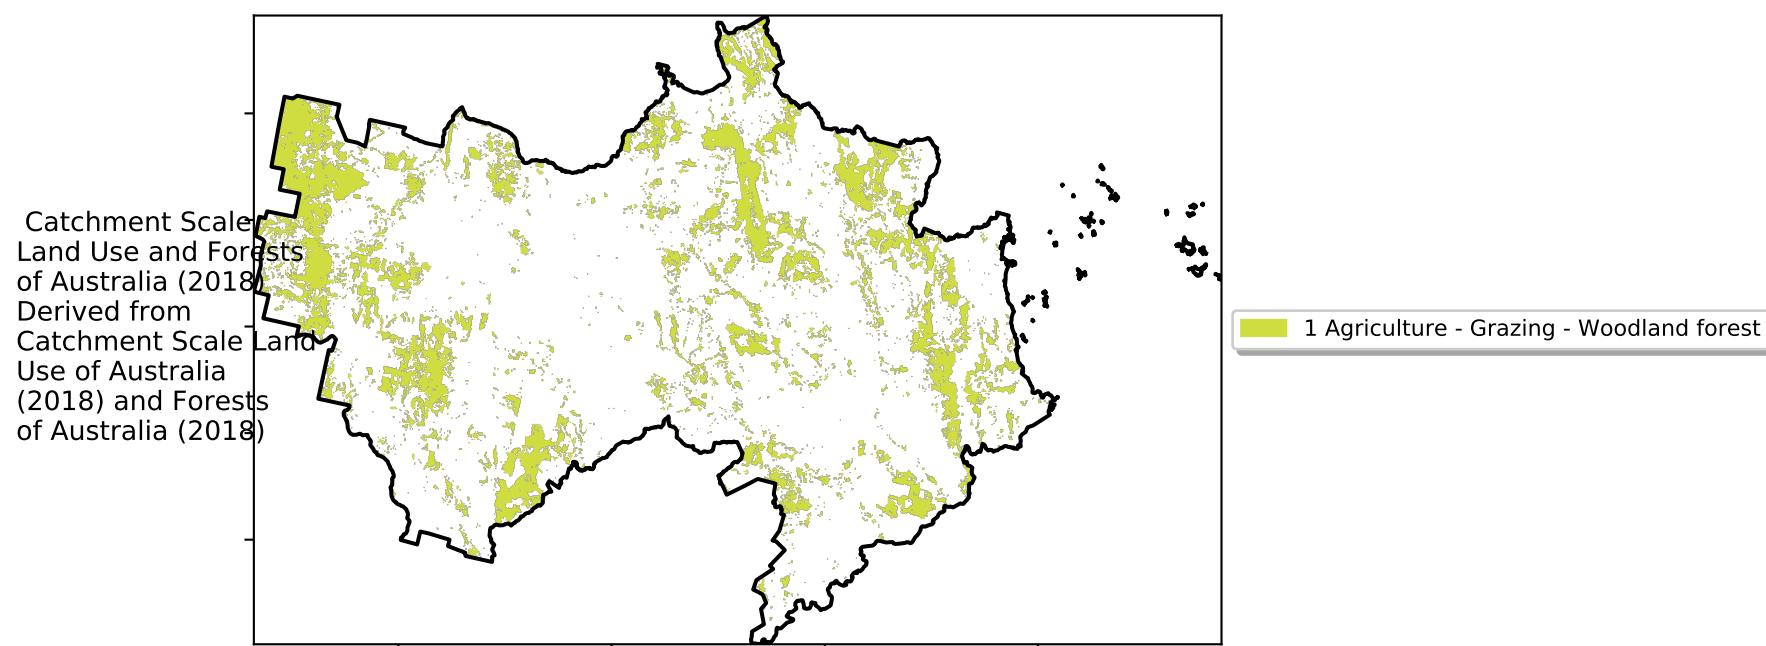 Catchment Scale
Land Use and Forests
of Australia (2018)
Derived from
Catchment Scale Land
Use of Australia
(2018) and Forests
of Australia (2018)
1 Agriculture - Grazing - Woodland forest